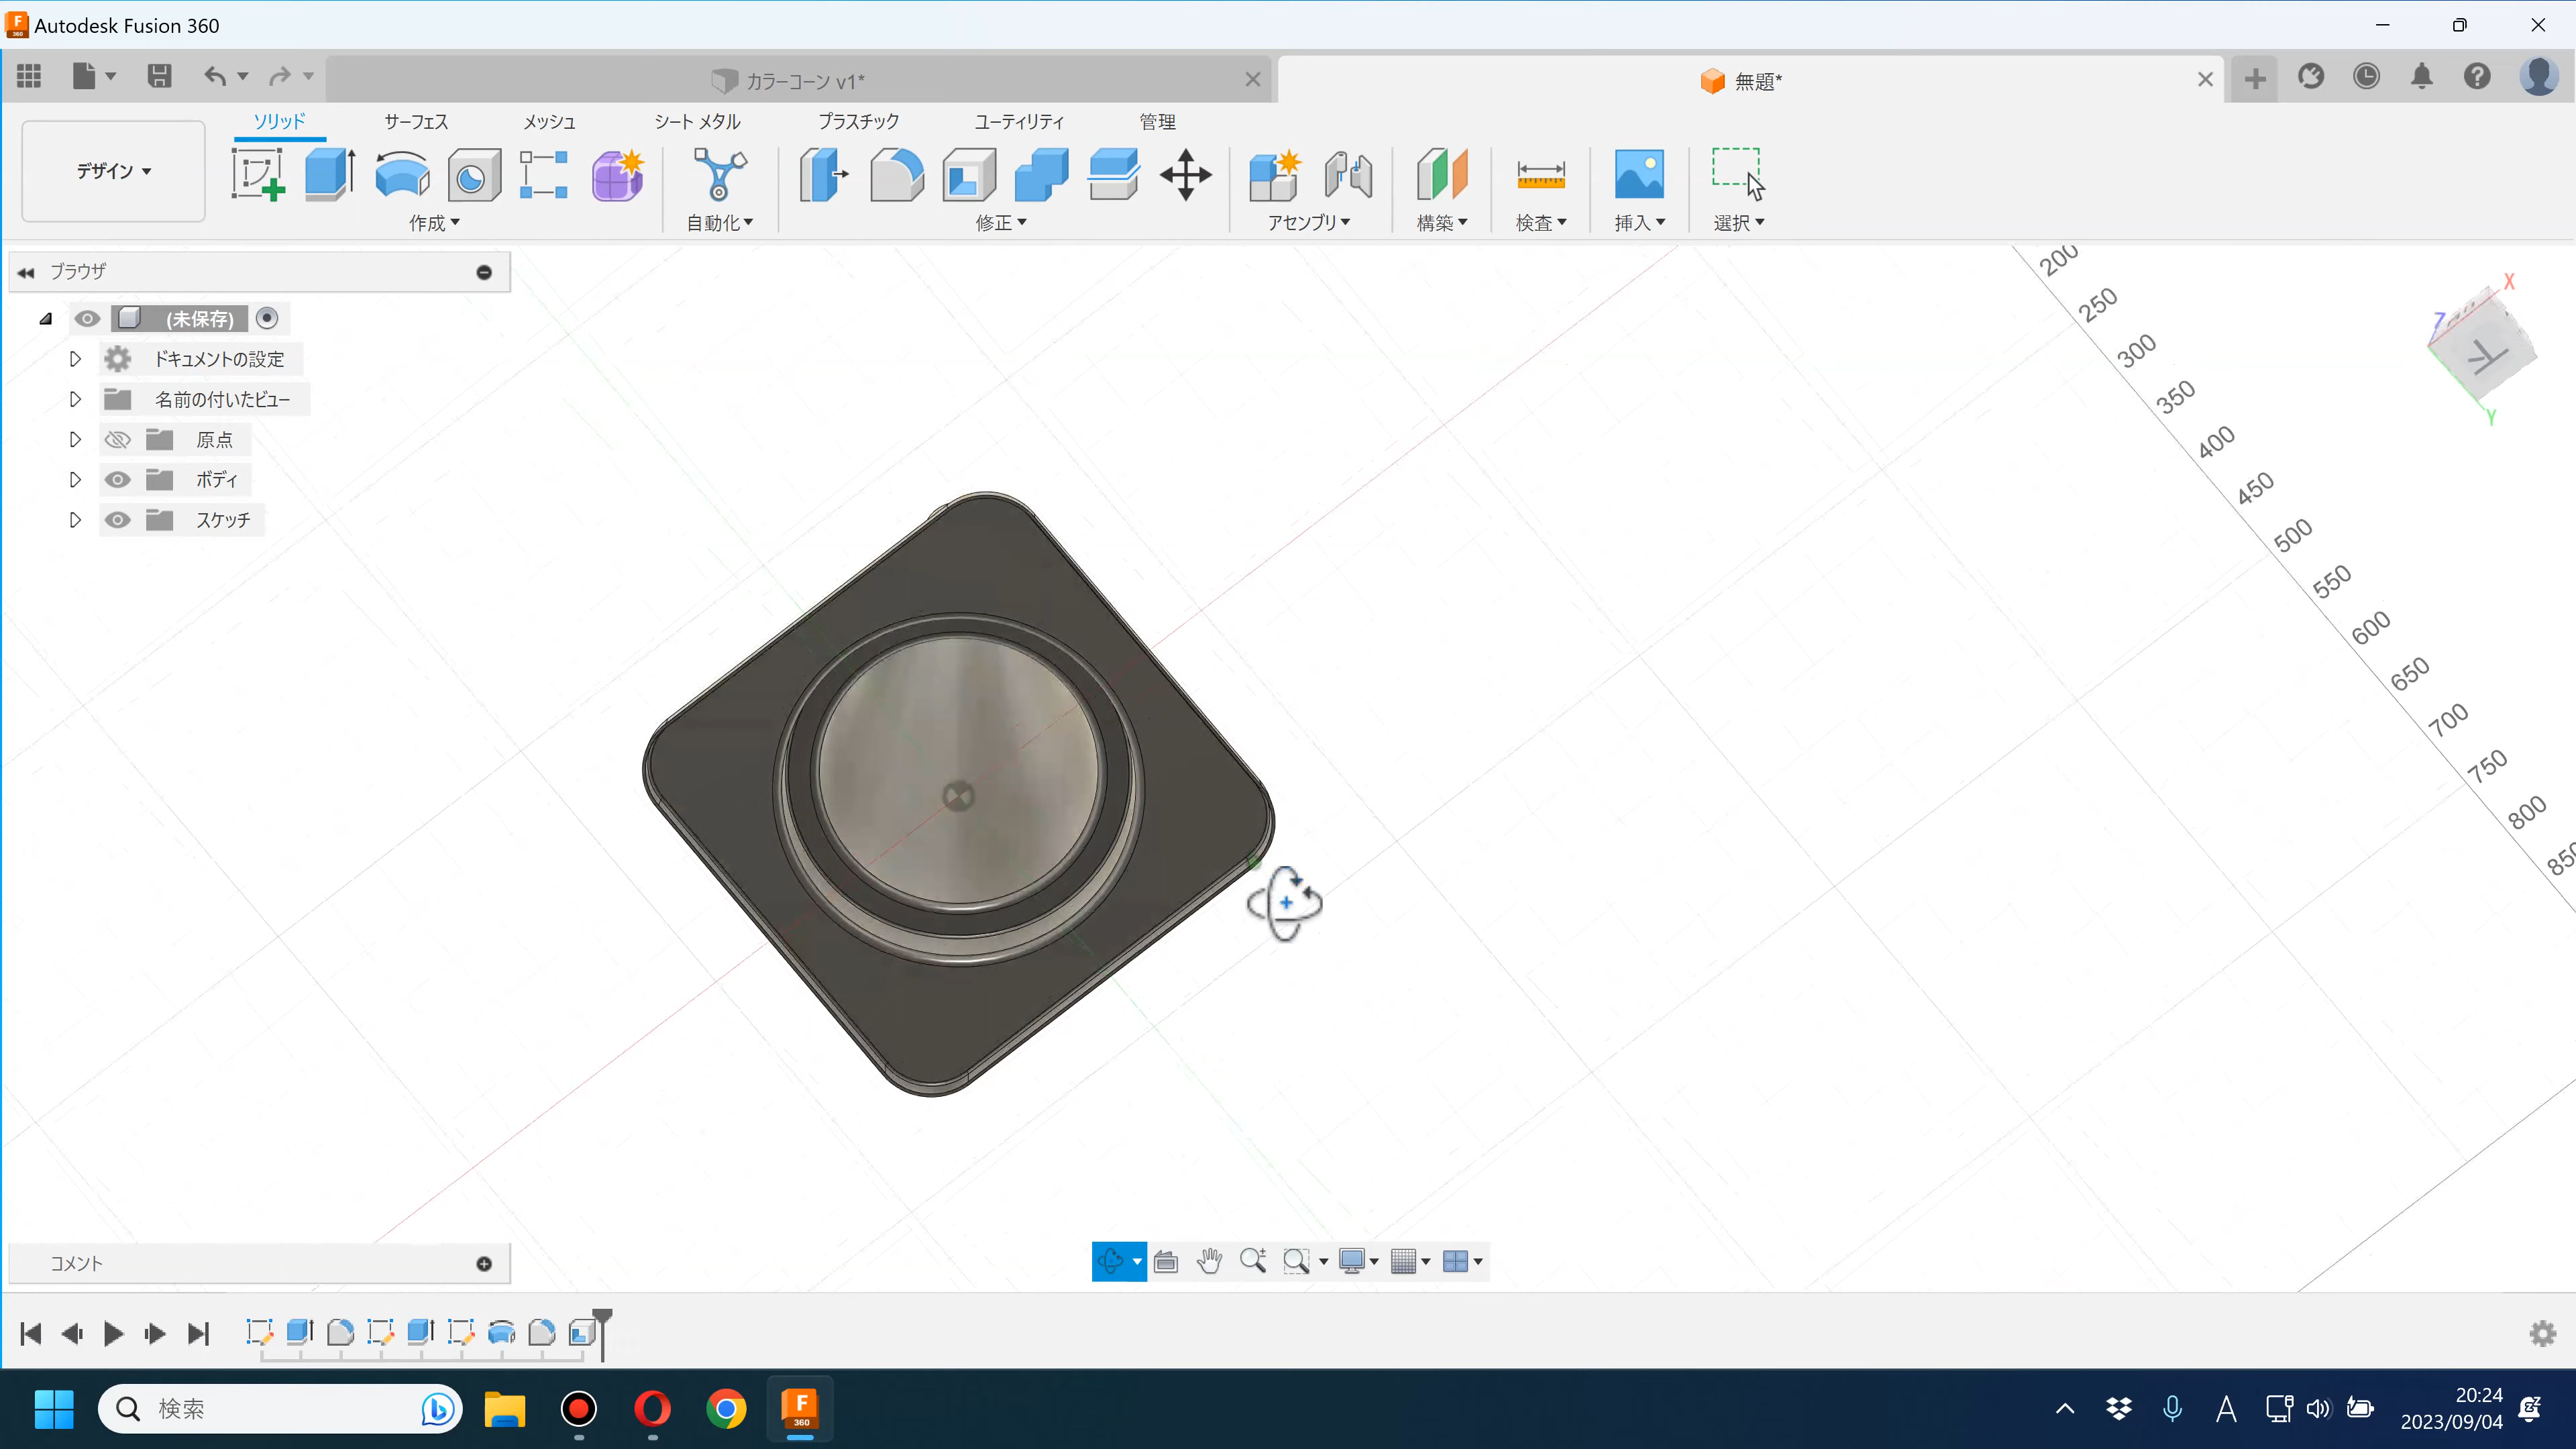 Autodesk Fusion 360
カラーコーン v1*
無題*
ソリッド
サーフェス
メッシュ
シート メタル
プラスチック
ユーティリティ
管理
デザイン
作成
自動化
修正
アセンブリ
構築
検査
挿入
選択
ブラウザ
(未保存)
ドキュメントの設定
名前の付いたビュー
原点
ボディ
スケッチ
200
250
300
350
400
450
500
550
600
650
700
750
800
850
X
Z
下
Y
コメント
検索
F
360
A
20:24
2023/09/04